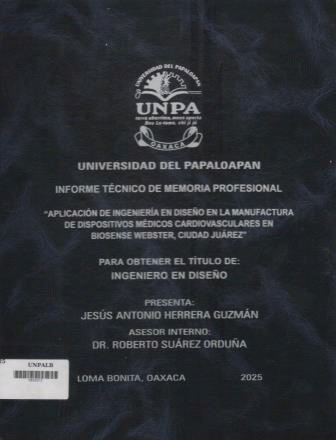 UNIVERSIDAD DEL PAPALOAPAN
UNPA
OAXACA
UNIVERSIDAD DEL PAPALOAPAN
INFORME TÉCNICO DE MEMORIA PROFESIONAL
"APLICACIÓN DE INGENIERÍA EN DISEÑO EN LA MANUFACTURA
DE DISPOSITIVOS MÉDICOS CARDIOVASCULARES EN
BIOSENSE WEBSTER, CIUDAD JUÁREZ"
PARA OBTENER EL TÍTULO DE:
INGENIERO EN DISEÑO
PRESENTA:
JESÚS ANTONIO HERRERA GUZMÁN
ASESOR INTERNO:
DR. ROBERTO SUÁREZ ORDUÑA
UNPALB
LOMA BONITA, OAXACA 2025